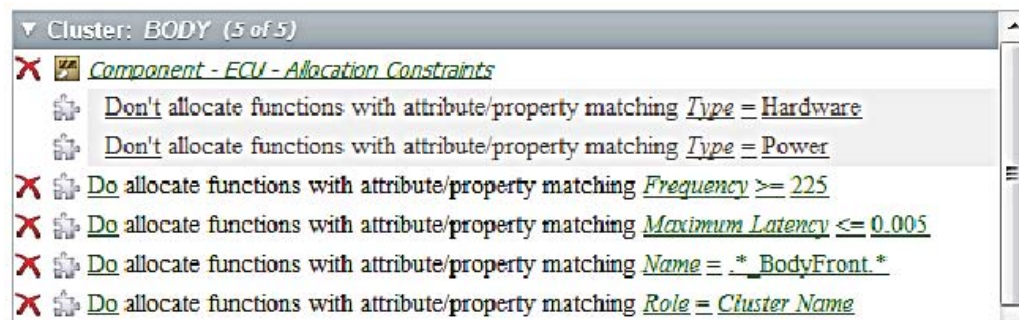 Cluster: BODY (5 of 5)
Component - ECU - Allocation Constraints
Don't allocate functions with attribute/property matching Type = Hardware
Don't allocate functions with attribute/property matching Type = Power
Do allocate functions with attribute/property matching Frequency >= 225
Do allocate functions with attribute/property matching Maximum Latency <= 0.005
Do allocate functions with attribute/property matching Name = .*_BodyFront.*
Do allocate functions with attribute/property matching Role = Cluster Name